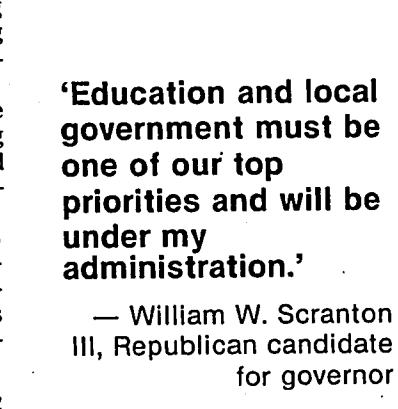 ‘Education and local
government must be
one of our top
priorities and will be
under my
administration.’
— William W. Scranton
III, Republican candidate
for governor